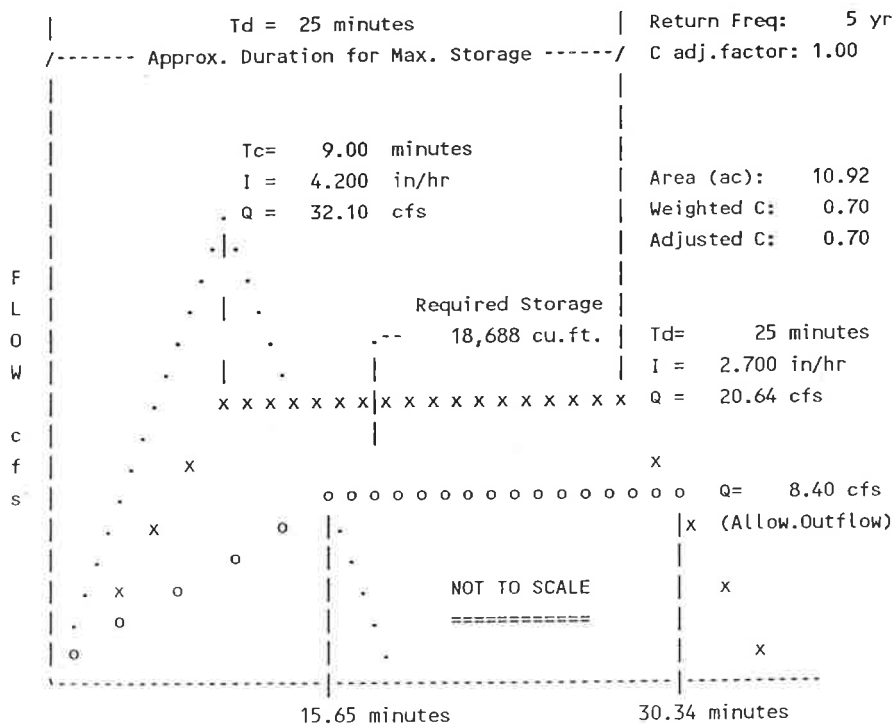 Td = 25 minutes
Return Freq: 5 yr
/------- Approx. Duration for Max. Storage ------/
C adj.factor: 1.00
Tc= 9.00 minutes
I = 4.200 in/hr
Q = 32.10 cfs
Area (ac): 10.92
Weighted C: 0.70
Adjusted C: 0.70
FLOW cfs
Required Storage
18,688 cu.ft.
Td= 25 minutes
I = 2.700 in/hr
x x x x x x x x x x x x x x x x x x Q = 20.64 cfs
x x
o o o o o o o o o o o o o o o o Q= 8.40 cfs
x o x (Allow.Outflow)
o
x o NOT TO SCALE x
o ============
o x
15.65 minutes 30.34 minutes